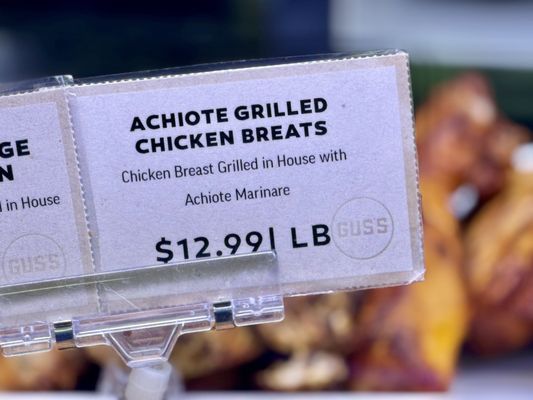 GE
N
d in House
GUSS
ACHIOTE GRILLED
CHICKEN BREATS
Chicken Breast Grilled in House with
Achiote Marinare
$12.99| LB
GUSS